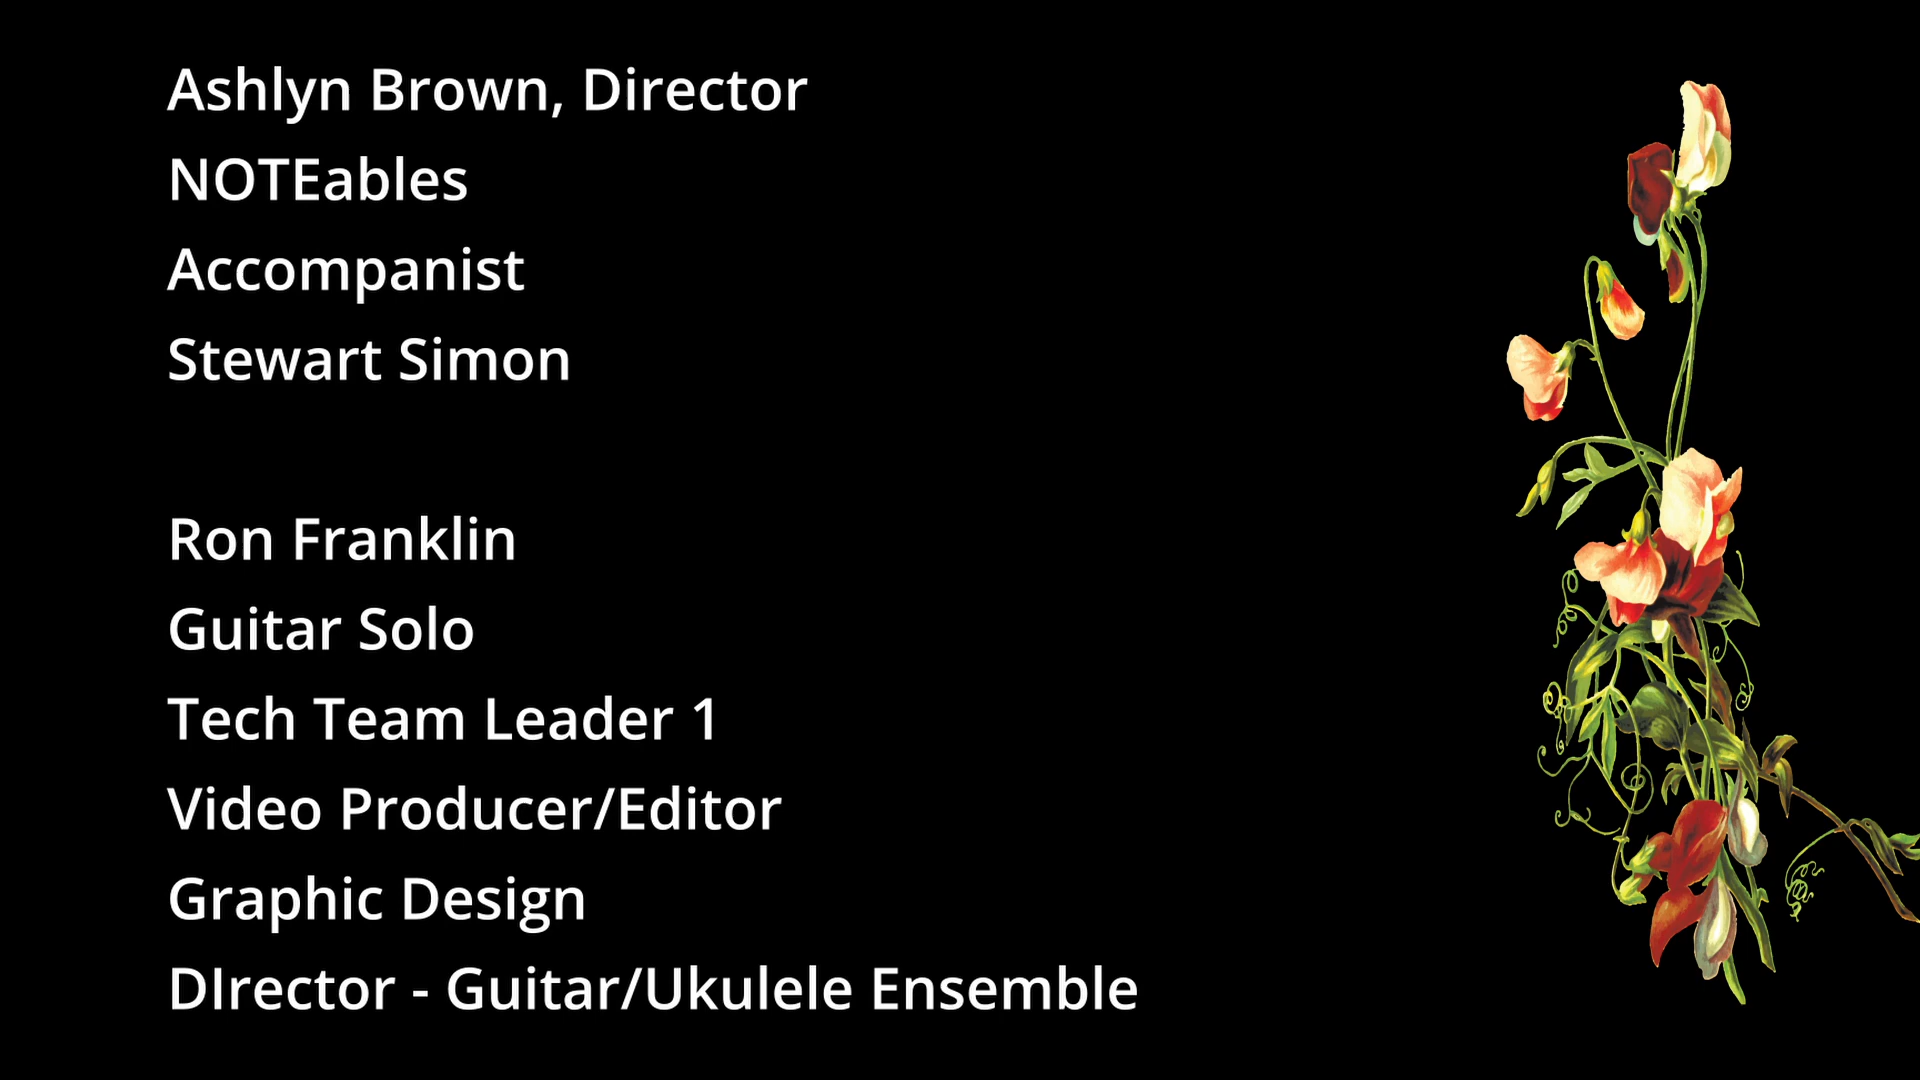 Ashlyn Brown, Director
NOTEables
Accompanist
Stewart Simon
Ron Franklin
Guitar Solo
Tech Team Leader 1
Video Producer/Editor
Graphic Design
DIrector - Guitar/Ukulele Ensemble